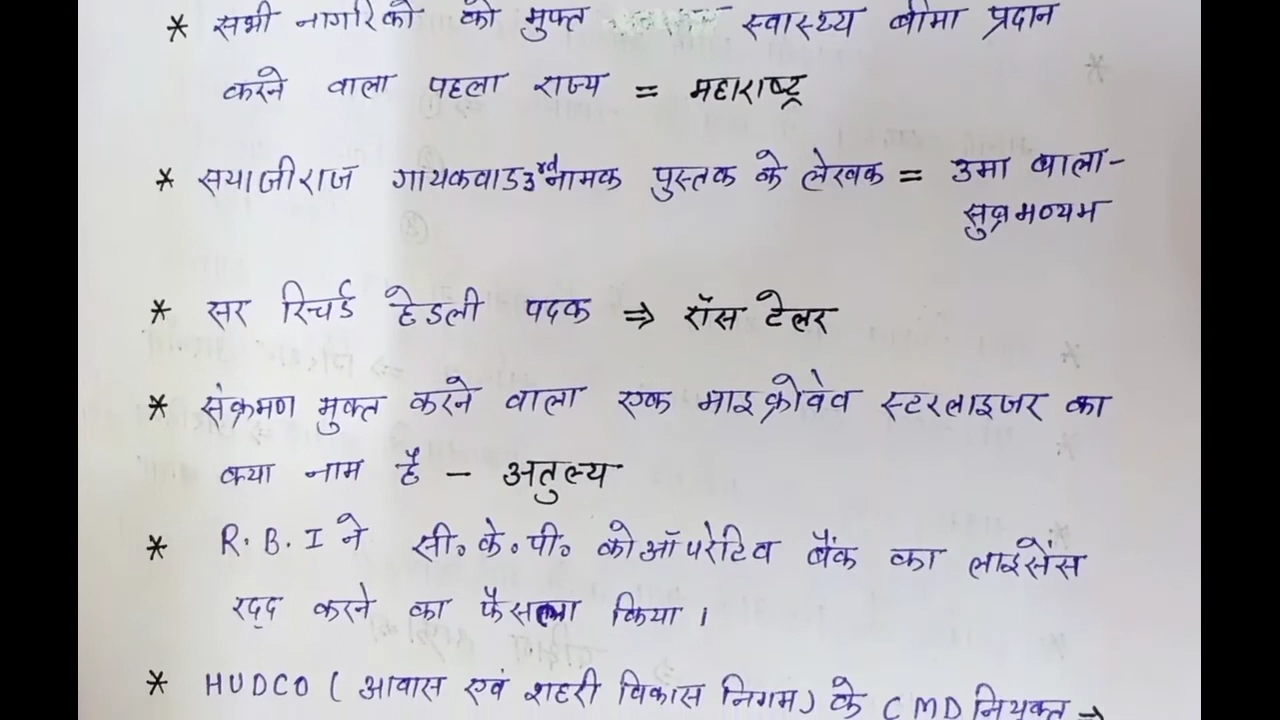 * सभी नागरिकों को मुफ्त स्वास्थ्य बीमा प्रदान
करने वाला पहला राज्य = महाराष्ट्र
* सयाजीराज गायकवाड 3rd नामक पुस्तक के लेखक = उमा बाला-
सुब्रमण्यम
* सर रिचर्ड हेडली पदक ⇒ रॉस टेलर
* संक्रमण मुक्त करने वाला एक माइक्रोवेव स्टरलाइजर का
क्या नाम है - अतुल्य
* R.B.I ने सी.के.पी. कोऑपरेटिव बैंक का लाइसेंस
रद्द करने का फैसला किया।
* HUDCO (आवास एवं शहरी विकास निगम) के CMD नियुक्त →